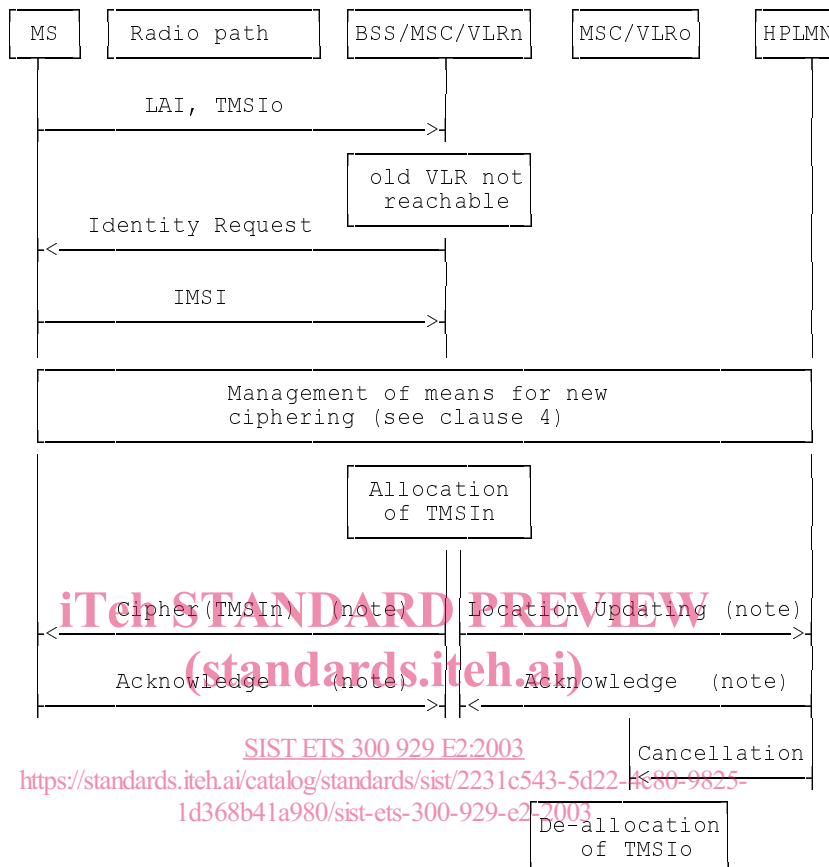 MS Radio path BSS/MSC/VLRn MSC/VLRo HPLMN
LAI, TMSIo
old VLR not
reachable
Identity Request
IMSI
Management of means for new
ciphering (see clause 4)
Allocation
of TMSIn
iTeh STANDARD PREVIEW
Cipher(TMSIn) (note) Location Updating (note)
(standards.iteh.ai)
Acknowledge (note) Acknowledge (note)
SIST ETS 300 929 E2:2003
Cancellation
https://standards.iteh.ai/catalog/standards/sist/2231c543-5d22-4c80-9825-
1d368b41a980/sist-ets-300-929-e2-2003
De-allocation
of TMSIo